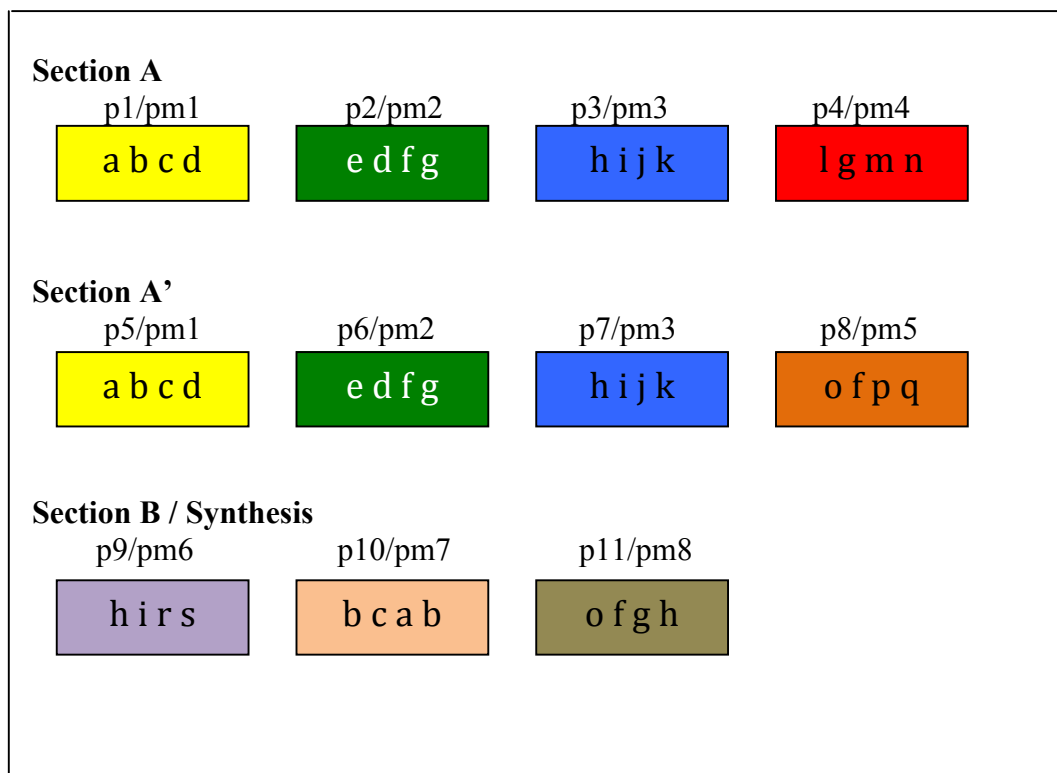 Section A
p1/pm1 p2/pm2 p3/pm3 p4/pm4
a b c d e d f g h i j k l g m n
Section A’
p5/pm1 p6/pm2 p7/pm3 p8/pm5
a b c d e d f g h i j k o f p q
Section B / Synthesis
p9/pm6 p10/pm7 p11/pm8
h i r s b c a b o f g h